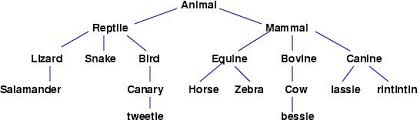 Animal
Reptile Mammal
Lizard Snake Bird Equine Bovine Canine
Salamander Canary Horse Zebra Cow lassie rintintin
tweetie bessie